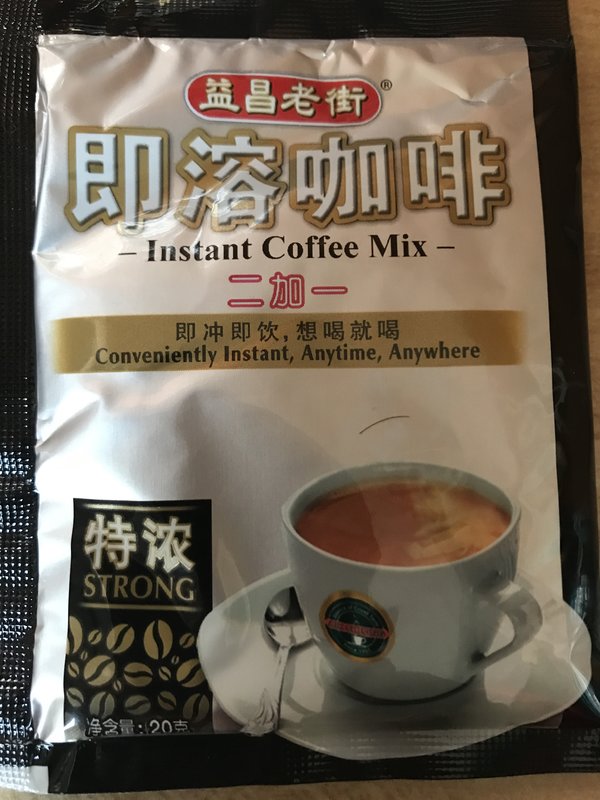 益昌老街®
即溶咖啡
– Instant Coffee Mix –
二加一
即冲即饮，想喝就喝
Conveniently Instant, Anytime, Anywhere
特浓
STRONG
净含量：20克